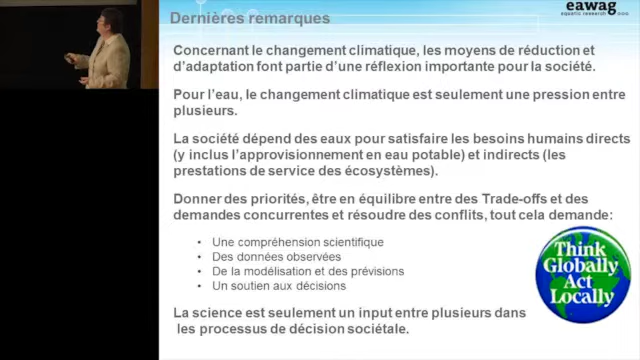 Dernières remarques
eawag
aquatic research
Concernant le changement climatique, les moyens de réduction et
d'adaptation font partie d'une réflexion importante pour la société.
Pour l'eau, le changement climatique est seulement une pression entre
plusieurs.
La société dépend des eaux pour satisfaire les besoins humains directs
(y inclus l'approvisionnement en eau potable) et indirects (les
prestations de service des écosystèmes).
Donner des priorités, être en équilibre entre des Trade-offs et des
demandes concurrentes et résoudre des conflits, tout cela demande:
• Une compréhension scientifique
• Des données observées
• De la modélisation et des prévisions
• Un soutien aux décisions
Think
Globally
Act
Locally
La science est seulement un input entre plusieurs dans
les processus de décision sociétale.